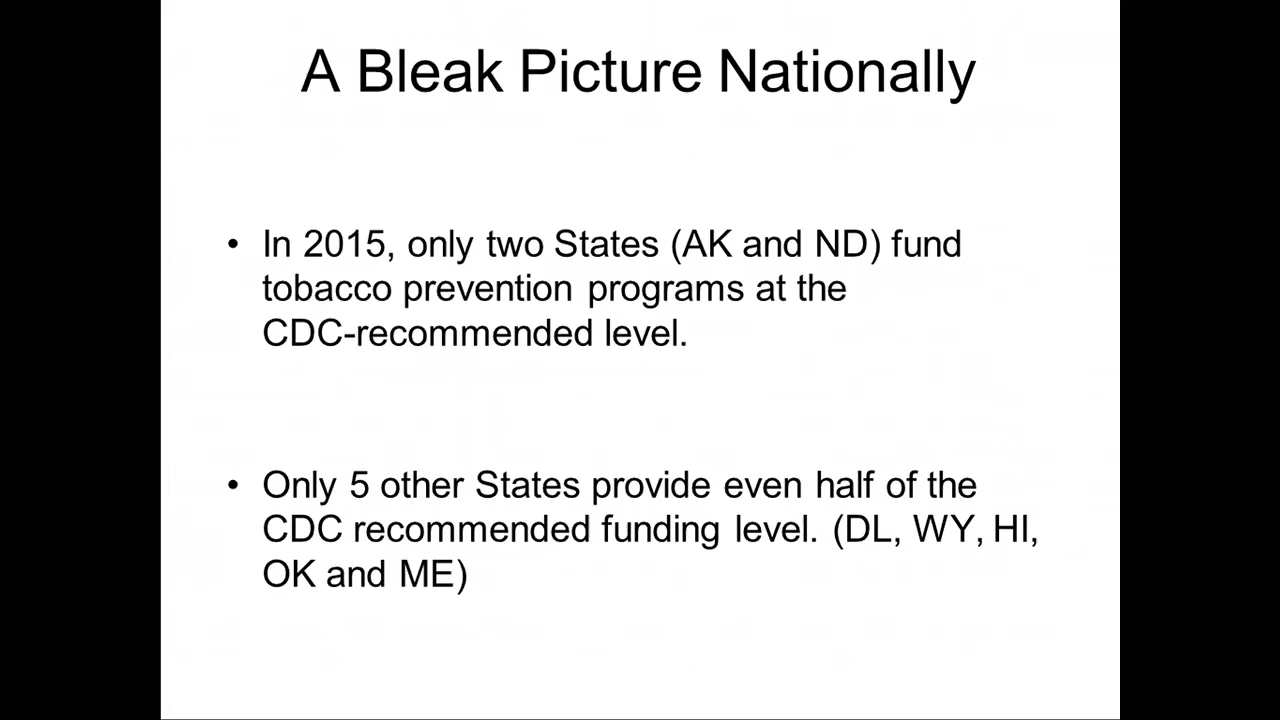 A Bleak Picture Nationally
• In 2015, only two States (AK and ND) fund
tobacco prevention programs at the
CDC-recommended level.
• Only 5 other States provide even half of the
CDC recommended funding level. (DL, WY, HI,
OK and ME)